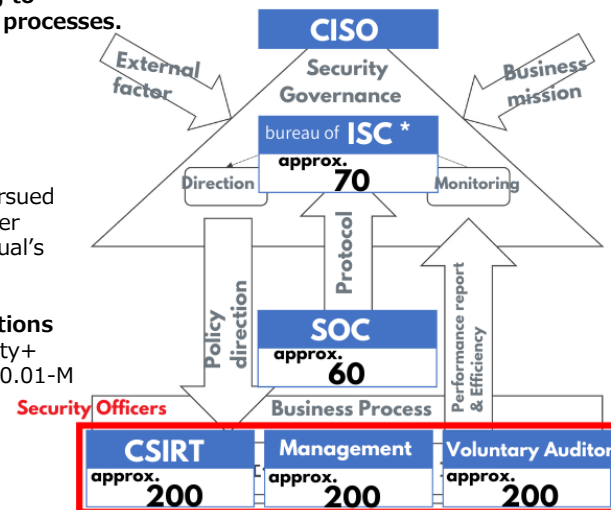 g to
processes.
CISO
External
factor
Security
Governance
Business
mission
bureau of ISC *
approx.
70
Direction
Monitoring
rsued
er
ual's
Protocol
Policy
direction
Performance report
& Efficiency
SOC
approx.
60
tions
ty+
0.01-M
Security Officers
Business Process
CSIRT
approx.
200
Management
approx.
200
Voluntary Auditor
approx.
200